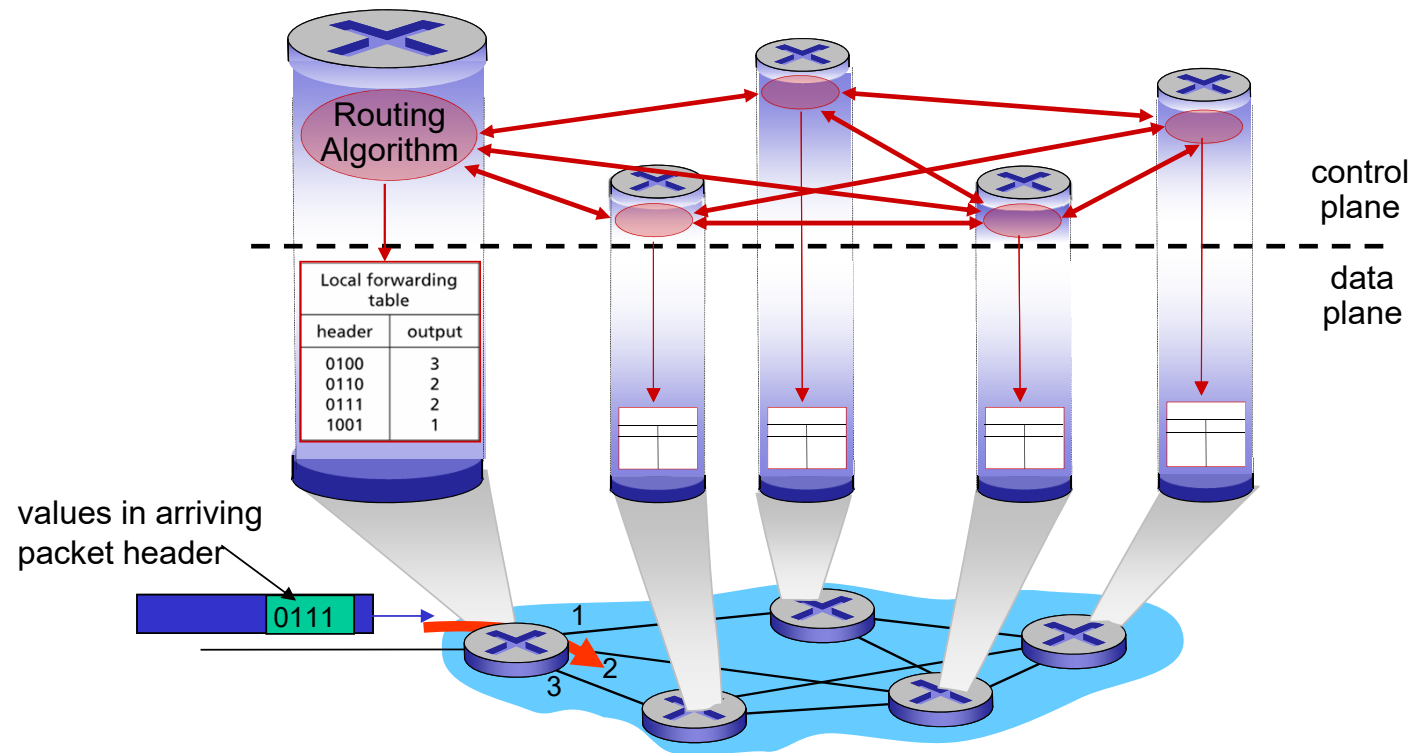 Routing
Algorithm
control
plane
data
plane
Local forwarding
table
header output
0100 3
0110 2
0111 2
1001 1
values in arriving
packet header
0111
1
2
3